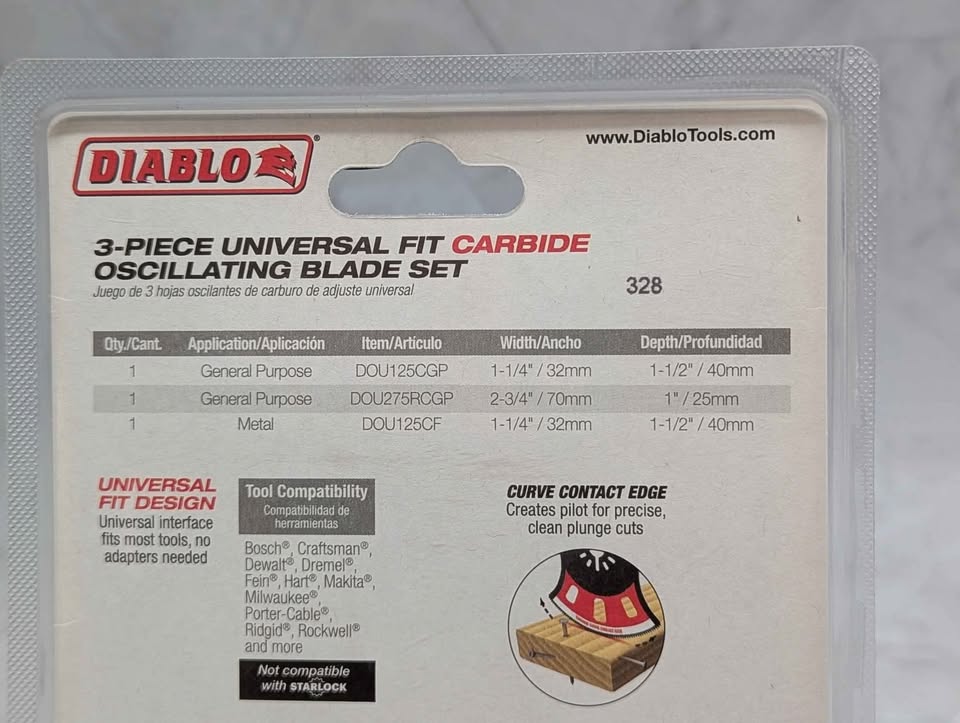 DIABLO®
www.DiabloTools.com
3-PIECE UNIVERSAL FIT CARBIDE
OSCILLATING BLADE SET
Juego de 3 hojas oscilantes de carburo de adjuste universal
328
Qty./Cant. Application/Aplicación Item/Artículo Width/Ancho Depth/Profundidad
1 General Purpose DOU125CGP 1-1/4" / 32mm 1-1/2" / 40mm
1 General Purpose DOU275RCGP 2-3/4" / 70mm 1" / 25mm
1 Metal DOU125CF 1-1/4" / 32mm 1-1/2" / 40mm
UNIVERSAL
FIT DESIGN
Universal interface
fits most tools, no
adapters needed
Tool Compatibility
Compatibilidad de
herramientas
Bosch®, Craftsman®,
Dewalt®, Dremel®,
Fein®, Hart®, Makita®,
Milwaukee®,
Porter-Cable®,
Ridgid®, Rockwell®
and more
Not compatible
with STARLOCK
CURVE CONTACT EDGE
Creates pilot for precise,
clean plunge cuts